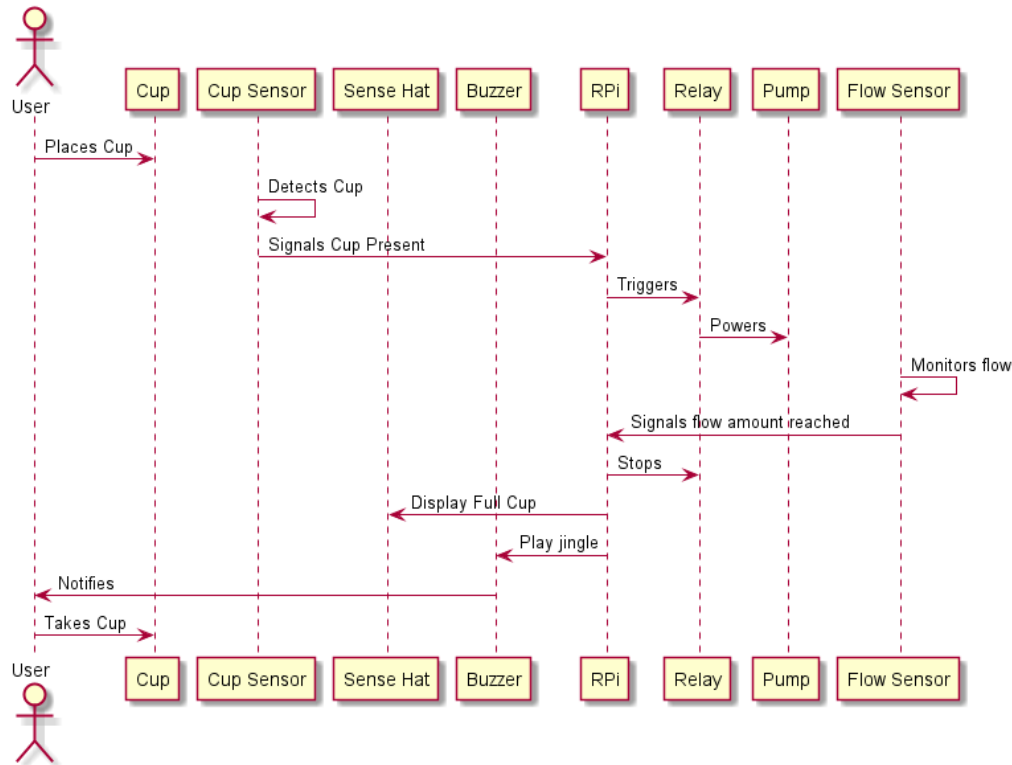 User
Cup
Cup Sensor
Sense Hat
Buzzer
RPi
Relay
Pump
Flow Sensor
Places Cup
Detects Cup
Signals Cup Present
Triggers
Powers
Monitors flow
Signals flow amount reached
Stops
Display Full Cup
Play jingle
Notifies
Takes Cup
User
Cup
Cup Sensor
Sense Hat
Buzzer
RPi
Relay
Pump
Flow Sensor